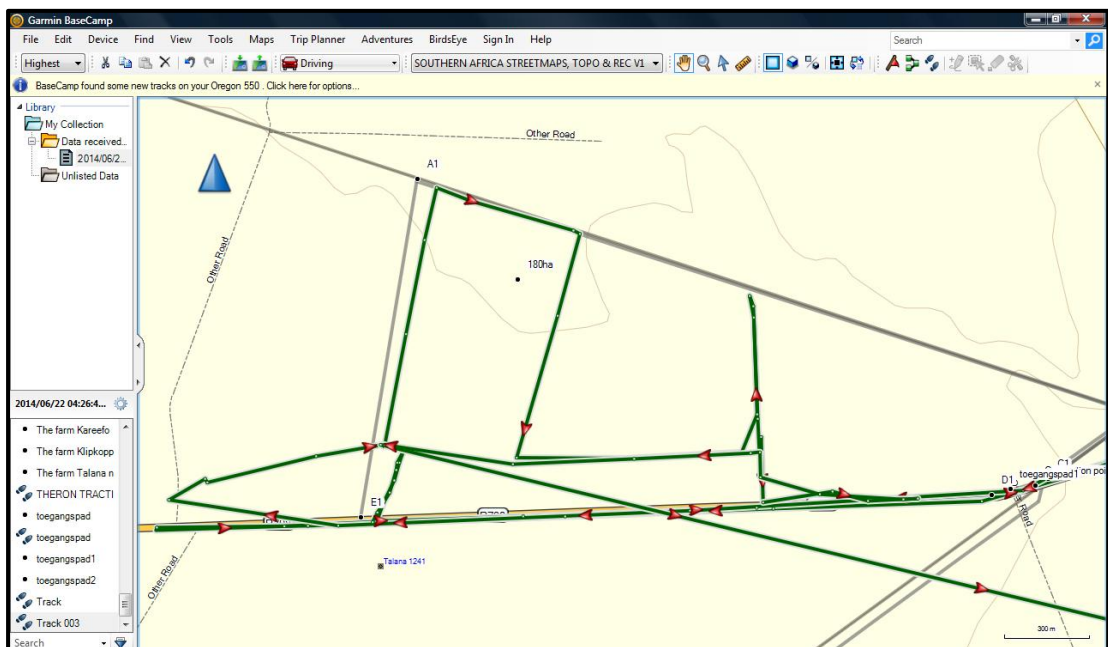 Garmin BaseCamp
File Edit Device Find View Tools Maps Trip Planner Adventures BirdsEye Sign In Help
Search
Highest
Driving
SOUTHERN AFRICA STREETMAPS, TOPO & REC V1
BaseCamp found some new tracks on your Oregon 550 . Click here for options...
Library
My Collection
Data received..
2014/06/2...
Unlisted Data
Other Road
A1
Other Road
180ha
2014/06/22 04:26:4...
The farm Kareefo
The farm Klipkopp
The farm Talana n
THERON TRACTI
toegangspad
toegangspad
toegangspad1
toegangspad2
Track
Track 003
Search
C1
toegangspad1
D1
E1
Road
Talana 1241
Other Road
300 m